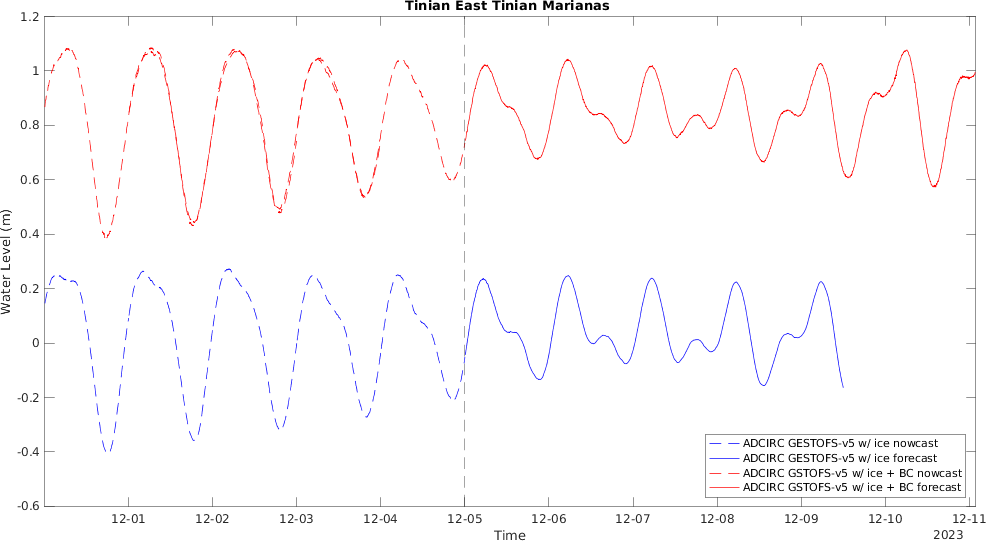 Tinian East Tinian Marianas
Water Level (m)
1.2
1
0.8
0.6
0.4
0.2
0
-0.2
-0.4
-0.6
12-01 12-02 12-03 12-04 12-05 12-06 12-07 12-08 12-09 12-10 12-11
Time
2023
ADCIRC GESTOFS-v5 w/ ice nowcast
ADCIRC GESTOFS-v5 w/ ice forecast
ADCIRC GSTOFS-v5 w/ ice + BC nowcast
ADCIRC GSTOFS-v5 w/ ice + BC forecast